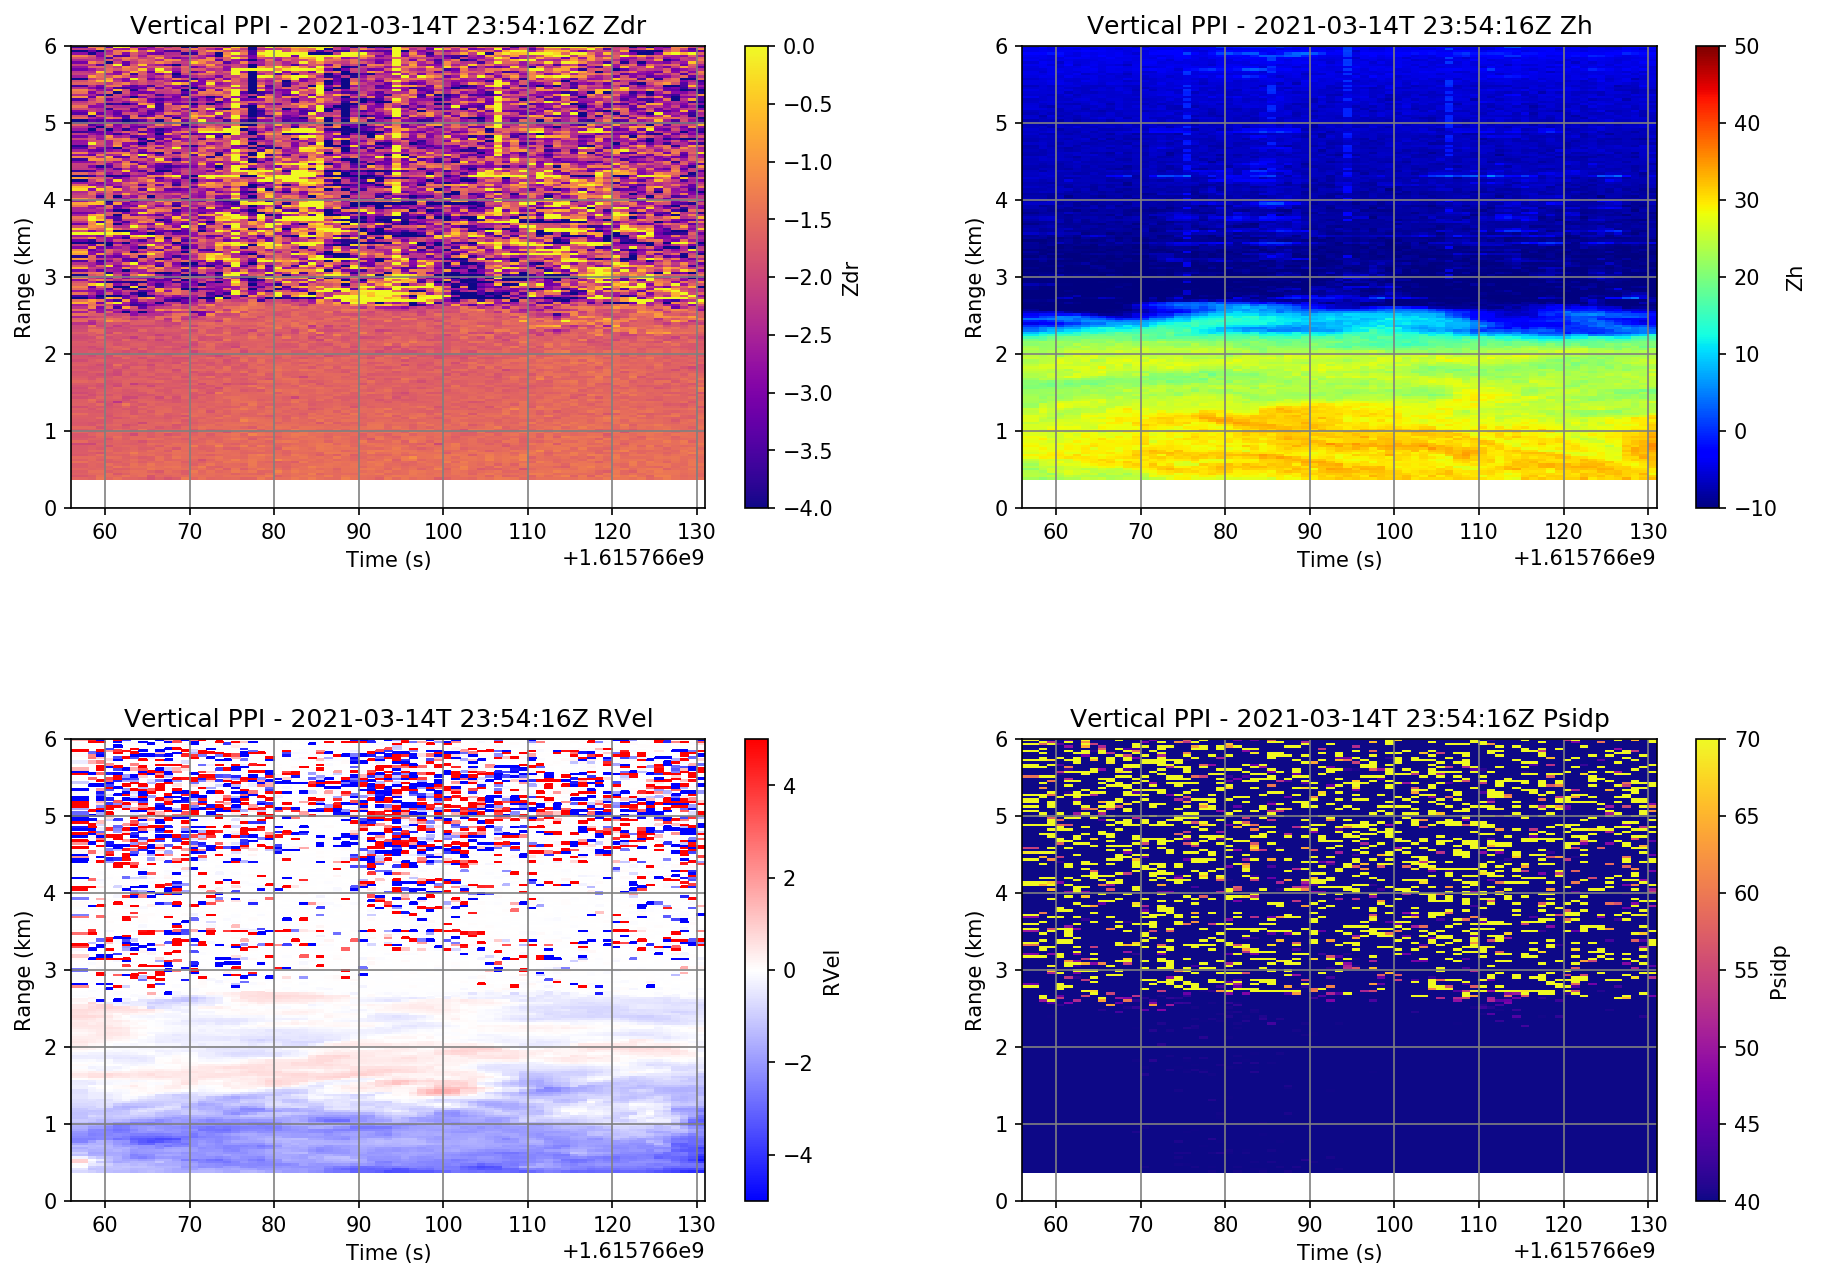 Vertical PPI - 2021-03-14T 23:54:16Z Zdr
6
5
4
3
2
1
0
Range (km)
60 70 80 90 100 110 120 130
Time (s)
+1.615766e9
0.0
−0.5
−1.0
−1.5
−2.0
−2.5
−3.0
−3.5
−4.0
Zdr
Vertical PPI - 2021-03-14T 23:54:16Z Zh
6
5
4
3
2
1
0
Range (km)
60 70 80 90 100 110 120 130
Time (s)
+1.615766e9
50
40
30
20
10
0
−10
Zh
Vertical PPI - 2021-03-14T 23:54:16Z RVel
6
5
4
3
2
1
0
Range (km)
60 70 80 90 100 110 120 130
Time (s)
+1.615766e9
4
2
0
−2
−4
RVel
Vertical PPI - 2021-03-14T 23:54:16Z Psidp
6
5
4
3
2
1
0
Range (km)
60 70 80 90 100 110 120 130
Time (s)
+1.615766e9
70
65
60
55
50
45
40
Psidp